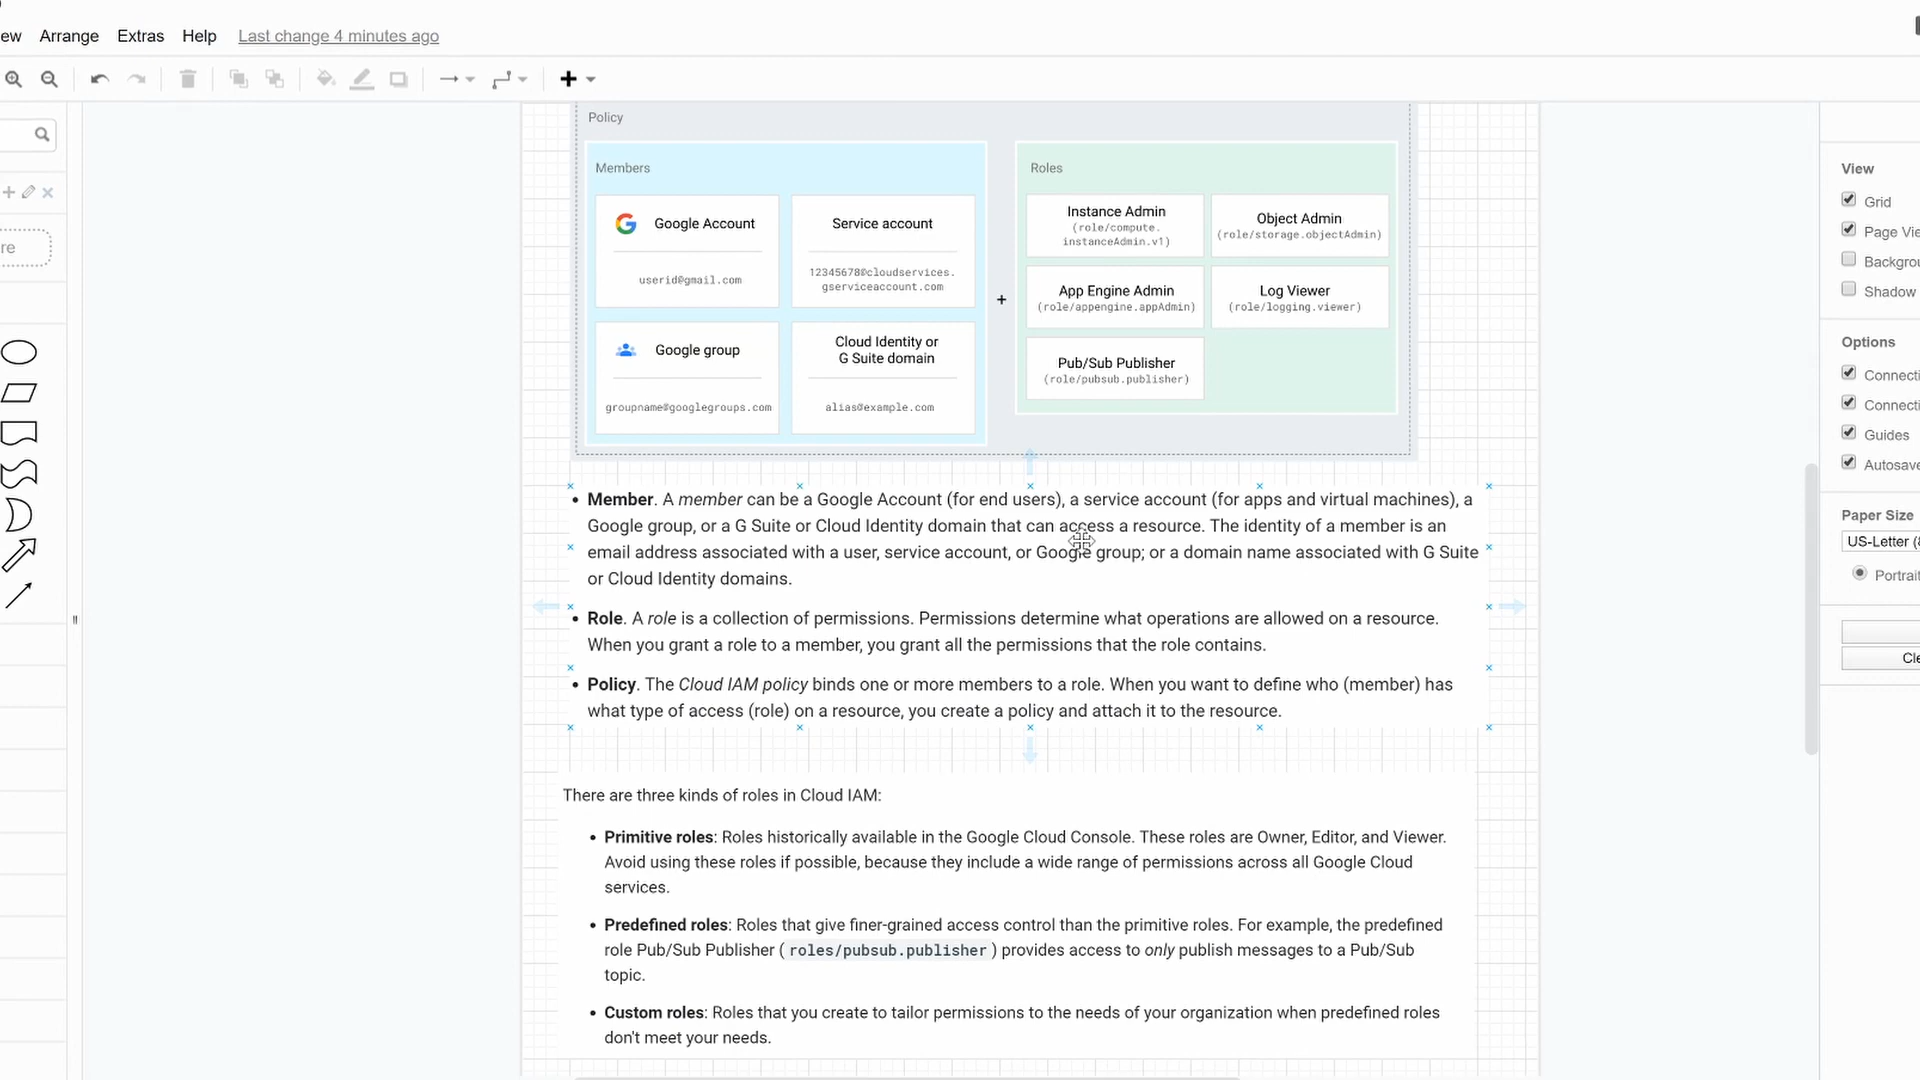 ew Arrange Extras Help Last change 4 minutes ago
re
Policy
Members
Google Account
userid@gmail.com
Service account
12345678@cloudservices.
gserviceaccount.com
Google group
groupname@googlegroups.com
Cloud Identity or
G Suite domain
alias@example.com
+
Roles
Instance Admin
(role/compute.
instanceAdmin.v1)
Object Admin
(role/storage.objectAdmin)
App Engine Admin
(role/appengine.appAdmin)
Log Viewer
(role/logging.viewer)
Pub/Sub Publisher
(role/pubsub.publisher)
• Member. A member can be a Google Account (for end users), a service account (for apps and virtual machines), a
Google group, or a G Suite or Cloud Identity domain that can access a resource. The identity of a member is an
email address associated with a user, service account, or Google group; or a domain name associated with G Suite
or Cloud Identity domains.
• Role. A role is a collection of permissions. Permissions determine what operations are allowed on a resource.
When you grant a role to a member, you grant all the permissions that the role contains.
• Policy. The Cloud IAM policy binds one or more members to a role. When you want to define who (member) has
what type of access (role) on a resource, you create a policy and attach it to the resource.
There are three kinds of roles in Cloud IAM:
• Primitive roles: Roles historically available in the Google Cloud Console. These roles are Owner, Editor, and Viewer.
Avoid using these roles if possible, because they include a wide range of permissions across all Google Cloud
services.
• Predefined roles: Roles that give finer-grained access control than the primitive roles. For example, the predefined
role Pub/Sub Publisher ( roles/pubsub.publisher ) provides access to only publish messages to a Pub/Sub
topic.
• Custom roles: Roles that you create to tailor permissions to the needs of your organization when predefined roles
don't meet your needs.
View
Grid
Page Vie
Backgrou
Shadow
Options
Connecti
Connecti
Guides
Autosave
Paper Size
US-Letter (8
Portrait
Cle